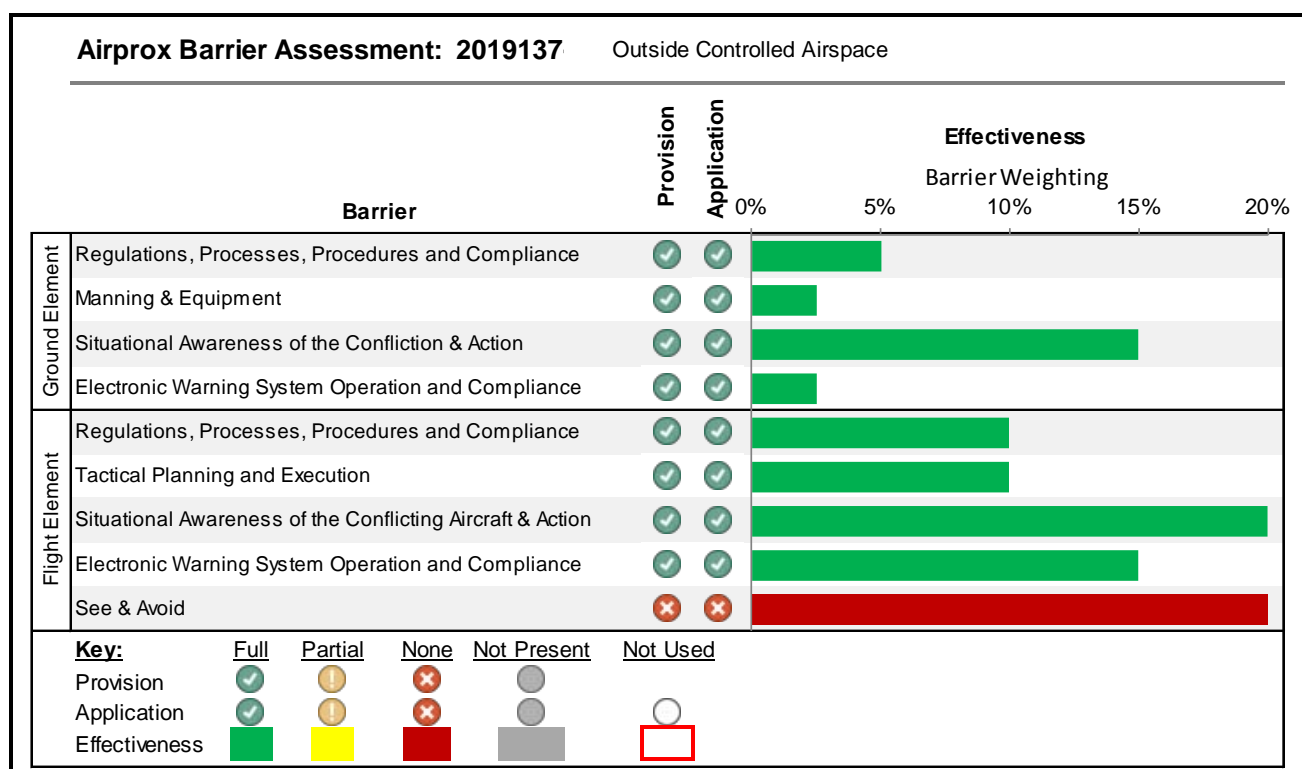 Airprox Barrier Assessment: 2019137
Outside Controlled Airspace
Provision
Application
Effectiveness
Barrier Weighting
Barrier
0%
5%
10%
15%
20%
Ground Element
Regulations, Processes, Procedures and Compliance
Manning & Equipment
Situational Awareness of the Confliction & Action
Electronic Warning System Operation and Compliance
Flight Element
Regulations, Processes, Procedures and Compliance
Tactical Planning and Execution
Situational Awareness of the Conflicting Aircraft & Action
Electronic Warning System Operation and Compliance
See & Avoid
Key: Full Partial None Not Present Not Used
Provision
Application
Effectiveness